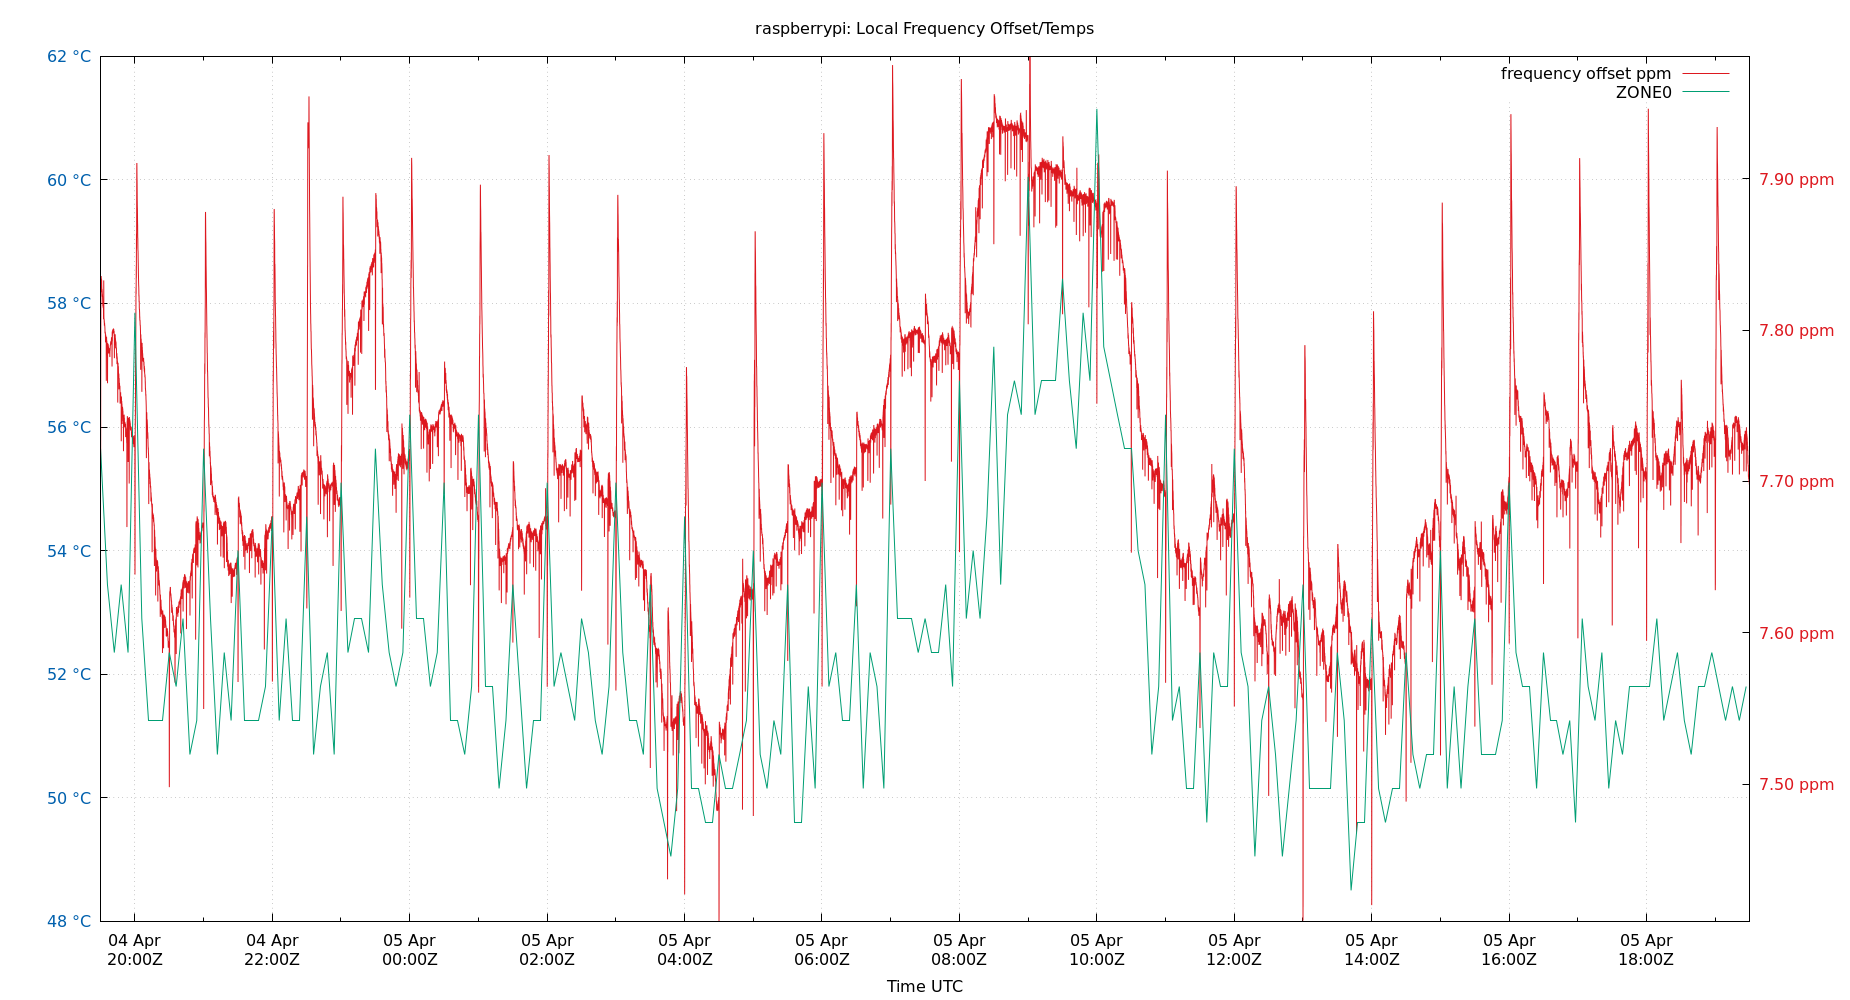 raspberrypi: Local Frequency Offset/Temps
62 °C
60 °C
58 °C
56 °C
54 °C
52 °C
50 °C
48 °C
frequency offset ppm
ZONE0
7.90 ppm
7.80 ppm
7.70 ppm
7.60 ppm
7.50 ppm
04 Apr
20:00Z
04 Apr
22:00Z
05 Apr
00:00Z
05 Apr
02:00Z
05 Apr
04:00Z
05 Apr
06:00Z
05 Apr
08:00Z
05 Apr
10:00Z
05 Apr
12:00Z
05 Apr
14:00Z
05 Apr
16:00Z
05 Apr
18:00Z
Time UTC